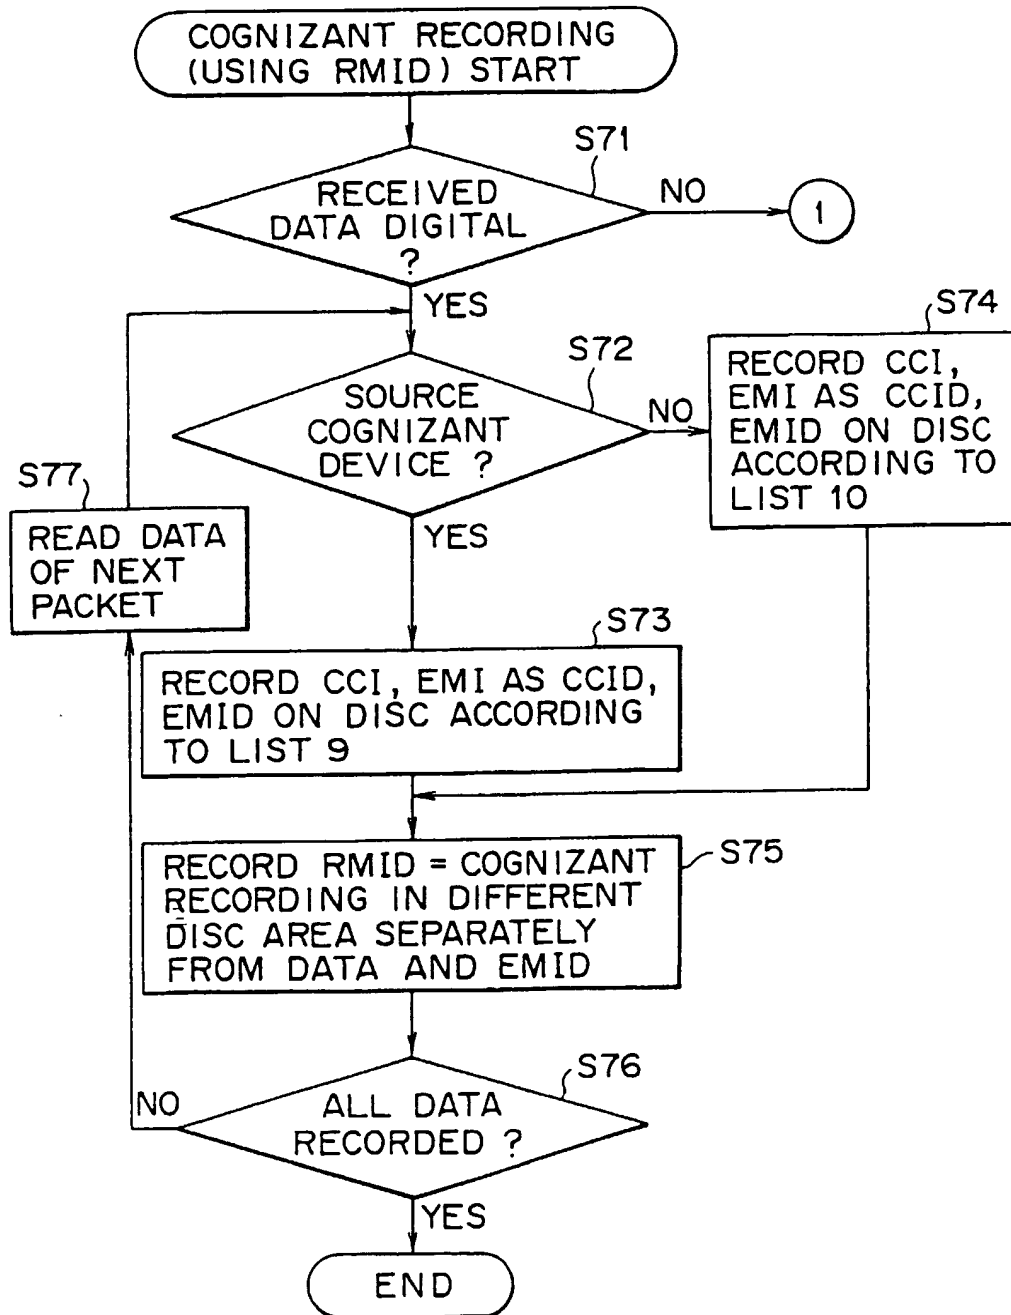 COGNIZANT RECORDING
(USING RMID) START
S71
RECEIVED
DATA DIGITAL
?
NO
1
YES
S72
SOURCE
COGNIZANT
DEVICE ?
NO
S74
RECORD CCI,
EMI AS CCID,
EMID ON DISC
ACCORDING TO
LIST 10
S77
READ DATA
OF NEXT
PACKET
YES
S73
RECORD CCI, EMI AS CCID,
EMID ON DISC ACCORDING
TO LIST 9
S75
RECORD RMID = COGNIZANT
RECORDING IN DIFFERENT
DISC AREA SEPARATELY
FROM DATA AND EMID
S76
ALL DATA
RECORDED ?
NO
YES
END